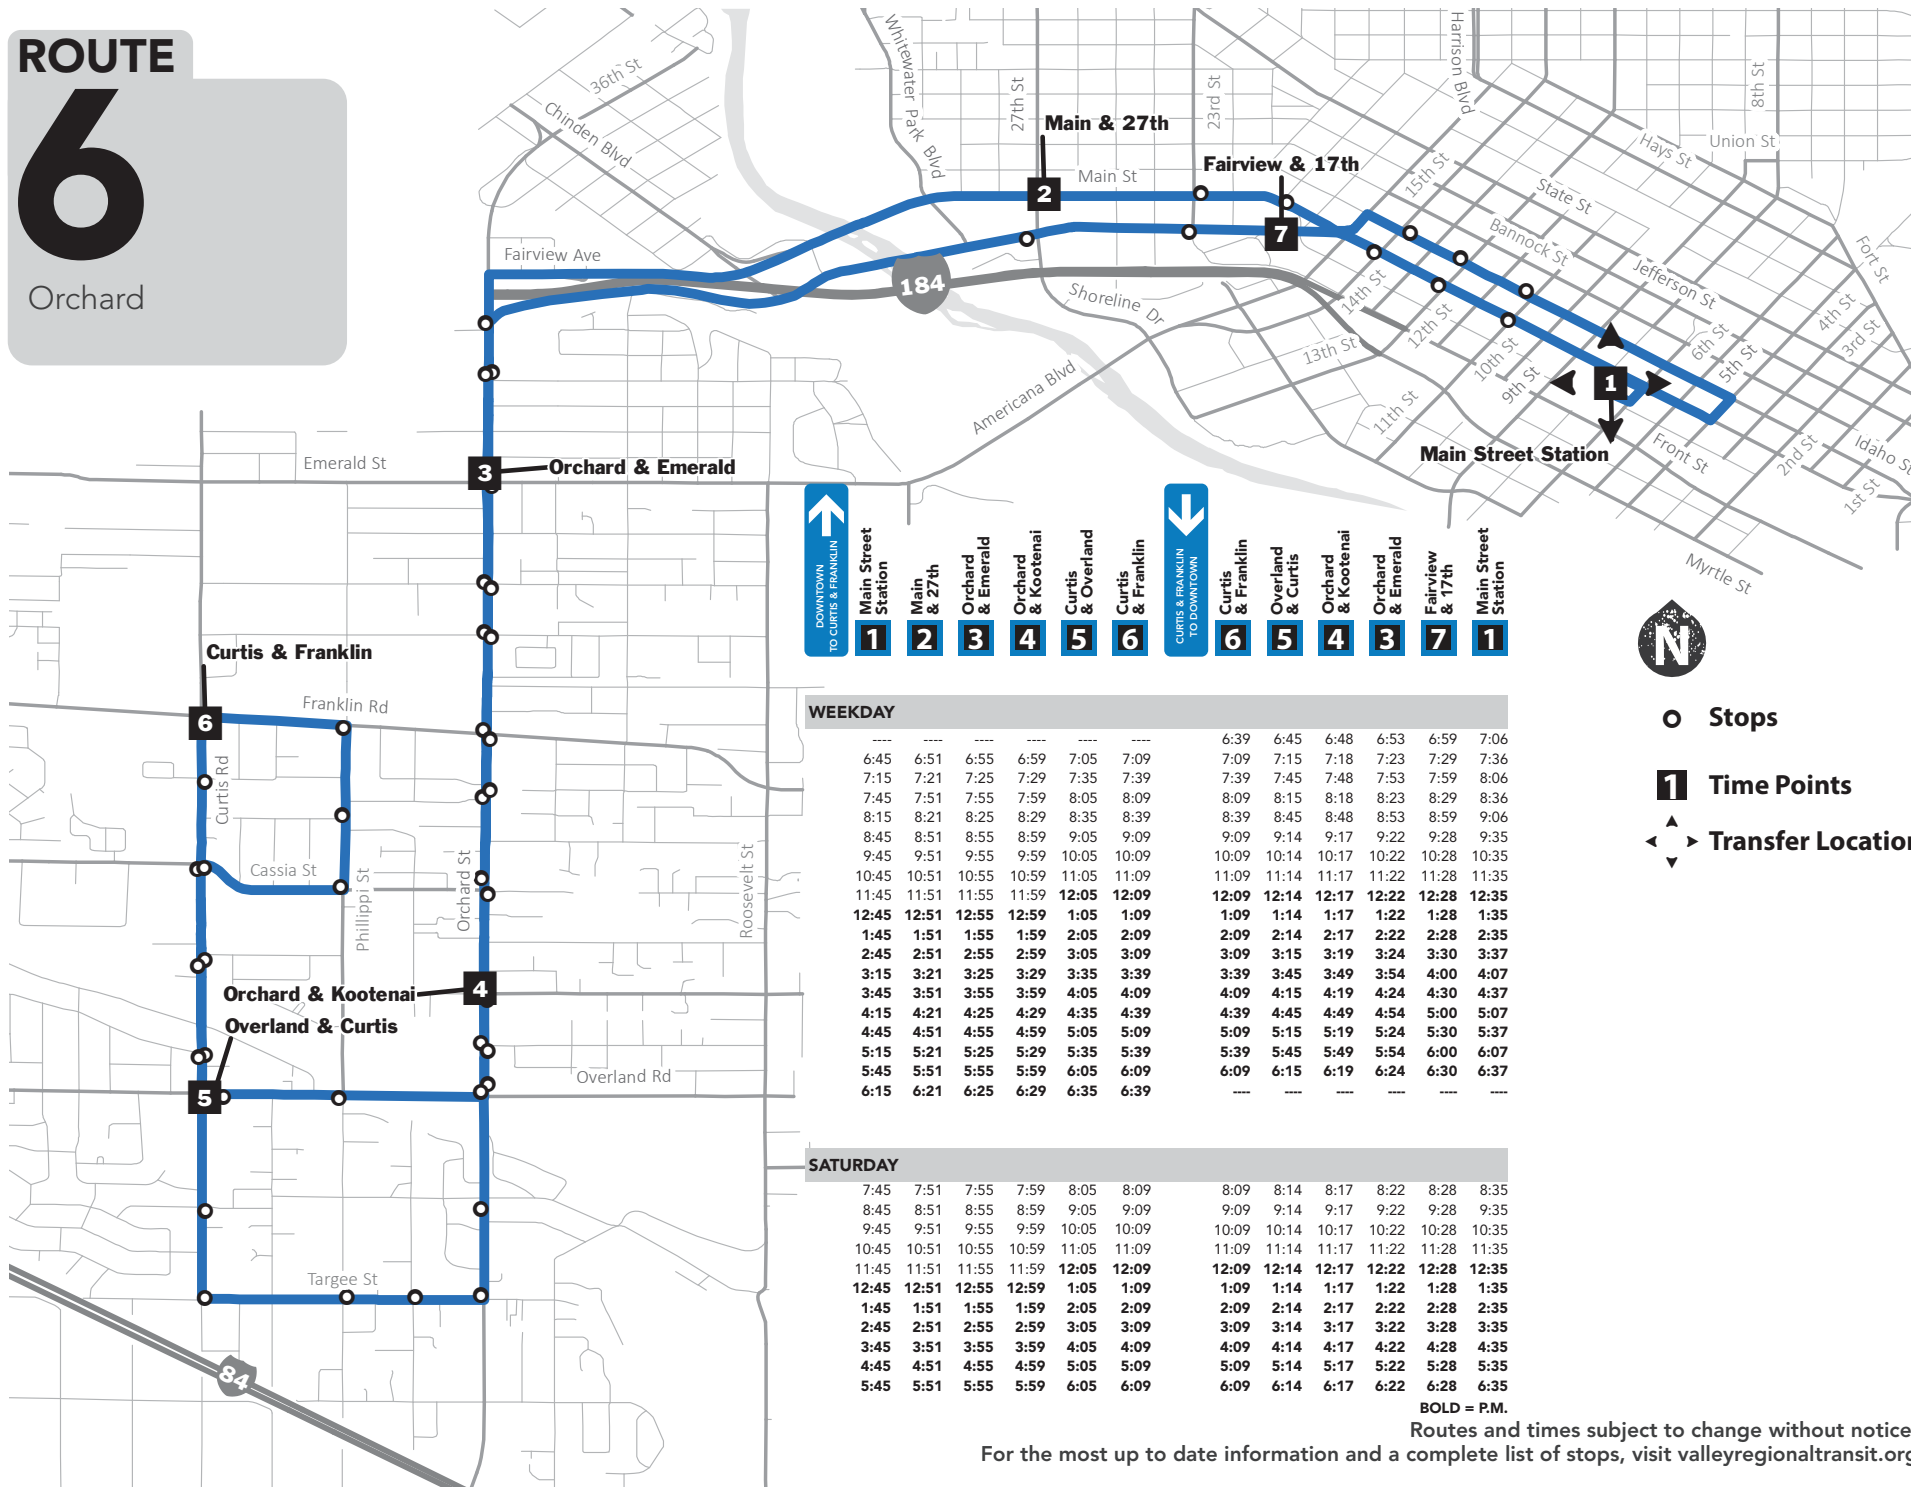 ROUTE
6
Orchard
36th St
Chinden Blvd
Whitewater Park Blvd
27th St
23rd St
Harrison Blvd
8th St
Main & 27th
Fairview & 17th
Main St
Hays St
Union St
15th St
State St
Bannock St
Jefferson St
Fort St
Fairview Ave
184
Shoreline Dr
14th St
12th St
13th St
10th St
9th St
11th St
6th St
5th St
4th St
3rd St
2nd St
1st St
Idaho St
Front St
Myrtle St
Americana Blvd
2
7
1
Main Street Station
Emerald St
3
Orchard & Emerald
Curtis & Franklin
6
Franklin Rd
Curtis Rd
Cassia St
Phillippi St
Orchard St
Roosevelt St
Orchard & Kootenai
4
Overland & Curtis
5
Overland Rd
Targee St
84
DOWNTOWN
TO CURTIS & FRANKLIN
Main Street Station
Main & 27th
Orchard & Emerald
Orchard & Kootenai
Curtis & Overland
Curtis & Franklin
CURTIS & FRANKLIN
TO DOWNTOWN
Curtis & Franklin
Overland & Curtis
Orchard & Kootenai
Orchard & Emerald
Fairview & 17th
Main Street Station
1 2 3 4 5 6 6 5 4 3 7 1
N
Stops
1 Time Points
Transfer Location
WEEKDAY
---- ---- ---- ---- ---- ---- 6:39 6:45 6:48 6:53 6:59 7:06
6:45 6:51 6:55 6:59 7:05 7:09 7:09 7:15 7:18 7:23 7:29 7:36
7:15 7:21 7:25 7:29 7:35 7:39 7:39 7:45 7:48 7:53 7:59 8:06
7:45 7:51 7:55 7:59 8:05 8:09 8:09 8:15 8:18 8:23 8:29 8:36
8:15 8:21 8:25 8:29 8:35 8:39 8:39 8:45 8:48 8:53 8:59 9:06
8:45 8:51 8:55 8:59 9:05 9:09 9:09 9:14 9:17 9:22 9:28 9:35
9:45 9:51 9:55 9:59 10:05 10:09 10:09 10:14 10:17 10:22 10:28 10:35
10:45 10:51 10:55 10:59 11:05 11:09 11:09 11:14 11:17 11:22 11:28 11:35
11:45 11:51 11:55 11:59 12:05 12:09 12:09 12:14 12:17 12:22 12:28 12:35
12:45 12:51 12:55 12:59 1:05 1:09 1:09 1:14 1:17 1:22 1:28 1:35
1:45 1:51 1:55 1:59 2:05 2:09 2:09 2:14 2:17 2:22 2:28 2:35
2:45 2:51 2:55 2:59 3:05 3:09 3:09 3:15 3:19 3:24 3:30 3:37
3:15 3:21 3:25 3:29 3:35 3:39 3:39 3:45 3:49 3:54 4:00 4:07
3:45 3:51 3:55 3:59 4:05 4:09 4:09 4:15 4:19 4:24 4:30 4:37
4:15 4:21 4:25 4:29 4:35 4:39 4:39 4:45 4:49 4:54 5:00 5:07
4:45 4:51 4:55 4:59 5:05 5:09 5:09 5:15 5:19 5:24 5:30 5:37
5:15 5:21 5:25 5:29 5:35 5:39 5:39 5:45 5:49 5:54 6:00 6:07
5:45 5:51 5:55 5:59 6:05 6:09 6:09 6:15 6:19 6:24 6:30 6:37
6:15 6:21 6:25 6:29 6:35 6:39 ---- ---- ---- ---- ---- ----
SATURDAY
7:45 7:51 7:55 7:59 8:05 8:09 8:09 8:14 8:17 8:22 8:28 8:35
8:45 8:51 8:55 8:59 9:05 9:09 9:09 9:14 9:17 9:22 9:28 9:35
9:45 9:51 9:55 9:59 10:05 10:09 10:09 10:14 10:17 10:22 10:28 10:35
10:45 10:51 10:55 10:59 11:05 11:09 11:09 11:14 11:17 11:22 11:28 11:35
11:45 11:51 11:55 11:59 12:05 12:09 12:09 12:14 12:17 12:22 12:28 12:35
12:45 12:51 12:55 12:59 1:05 1:09 1:09 1:14 1:17 1:22 1:28 1:35
1:45 1:51 1:55 1:59 2:05 2:09 2:09 2:14 2:17 2:22 2:28 2:35
2:45 2:51 2:55 2:59 3:05 3:09 3:09 3:14 3:17 3:22 3:28 3:35
3:45 3:51 3:55 3:59 4:05 4:09 4:09 4:14 4:17 4:22 4:28 4:35
4:45 4:51 4:55 4:59 5:05 5:09 5:09 5:14 5:17 5:22 5:28 5:35
5:45 5:51 5:55 5:59 6:05 6:09 6:09 6:14 6:17 6:22 6:28 6:35
BOLD = P.M.
Routes and times subject to change without notice
For the most up to date information and a complete list of stops, visit valleyregionaltransit.org